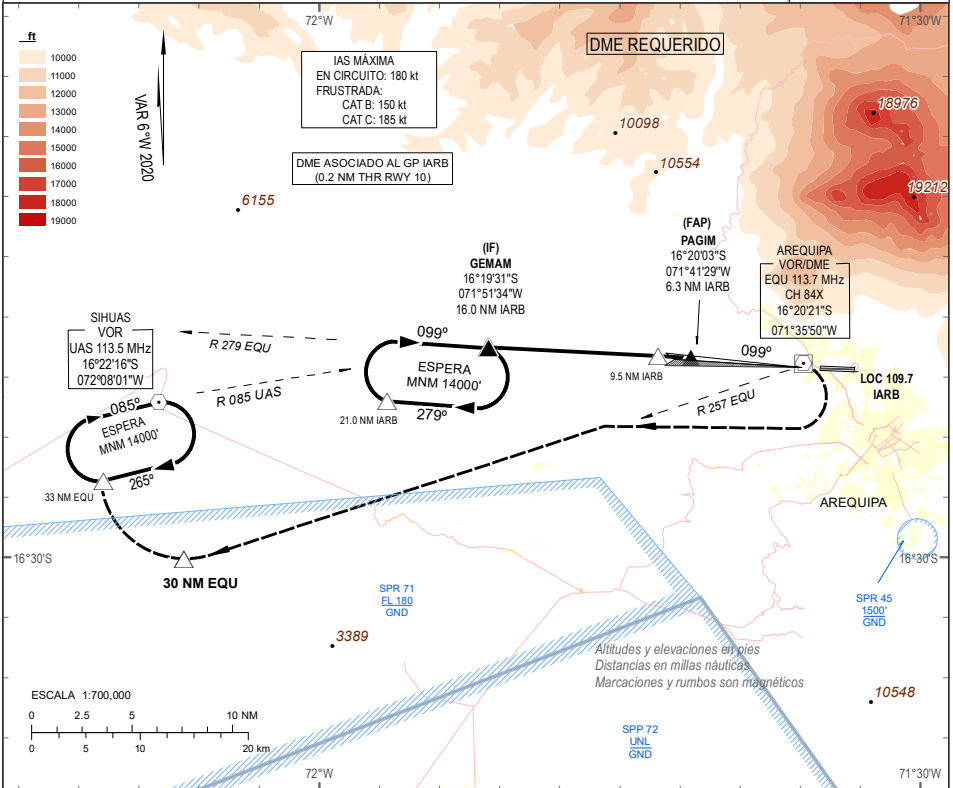 72°W
71°30'W
ft
10000
11000
12000
13000
14000
15000
16000
17000
18000
19000
VAR 6°W 2020
IAS MÁXIMA
EN CIRCUITO: 180 kt
FRUSTRADA:
CAT B: 150 kt
CAT C: 185 kt
DME REQUERIDO
DME ASOCIADO AL GP IARB
(0.2 NM THR RWY 10)
10098
10554
18976
19212
6155
(IF)
GEMAM
16°19'31"S
071°51'34"W
16.0 NM IARB
(FAP)
PAGIM
16°20'03"S
071°41'29"W
6.3 NM IARB
AREQUIPA
VOR/DME
EQU 113.7 MHz
CH 84X
16°20'21"S
071°35'50"W
SIHUAS
VOR
UAS 113.5 MHz
16°22'16"S
072°08'01"W
R 279 EQU
099º
099º
ESPERA
MNM 14000'
279º
21.0 NM IARB
9.5 NM IARB
LOC 109.7
IARB
R 085 UAS
R 257 EQU
085º
ESPERA
MNM 14000'
265º
33 NM EQU
30 NM EQU
AREQUIPA
16°30'S
16°30'S
SPR 71
FL 180
GND
SPR 45
1500'
GND
3389
Altitudes y elevaciones en pies
Distancias en millas náuticas
Marcaciones y rumbos son magnéticos
10548
SPP 72
UNL
GND
ESCALA 1:700,000
0 2.5 5 10 NM
0 5 10 20 km
72°W
71°30'W